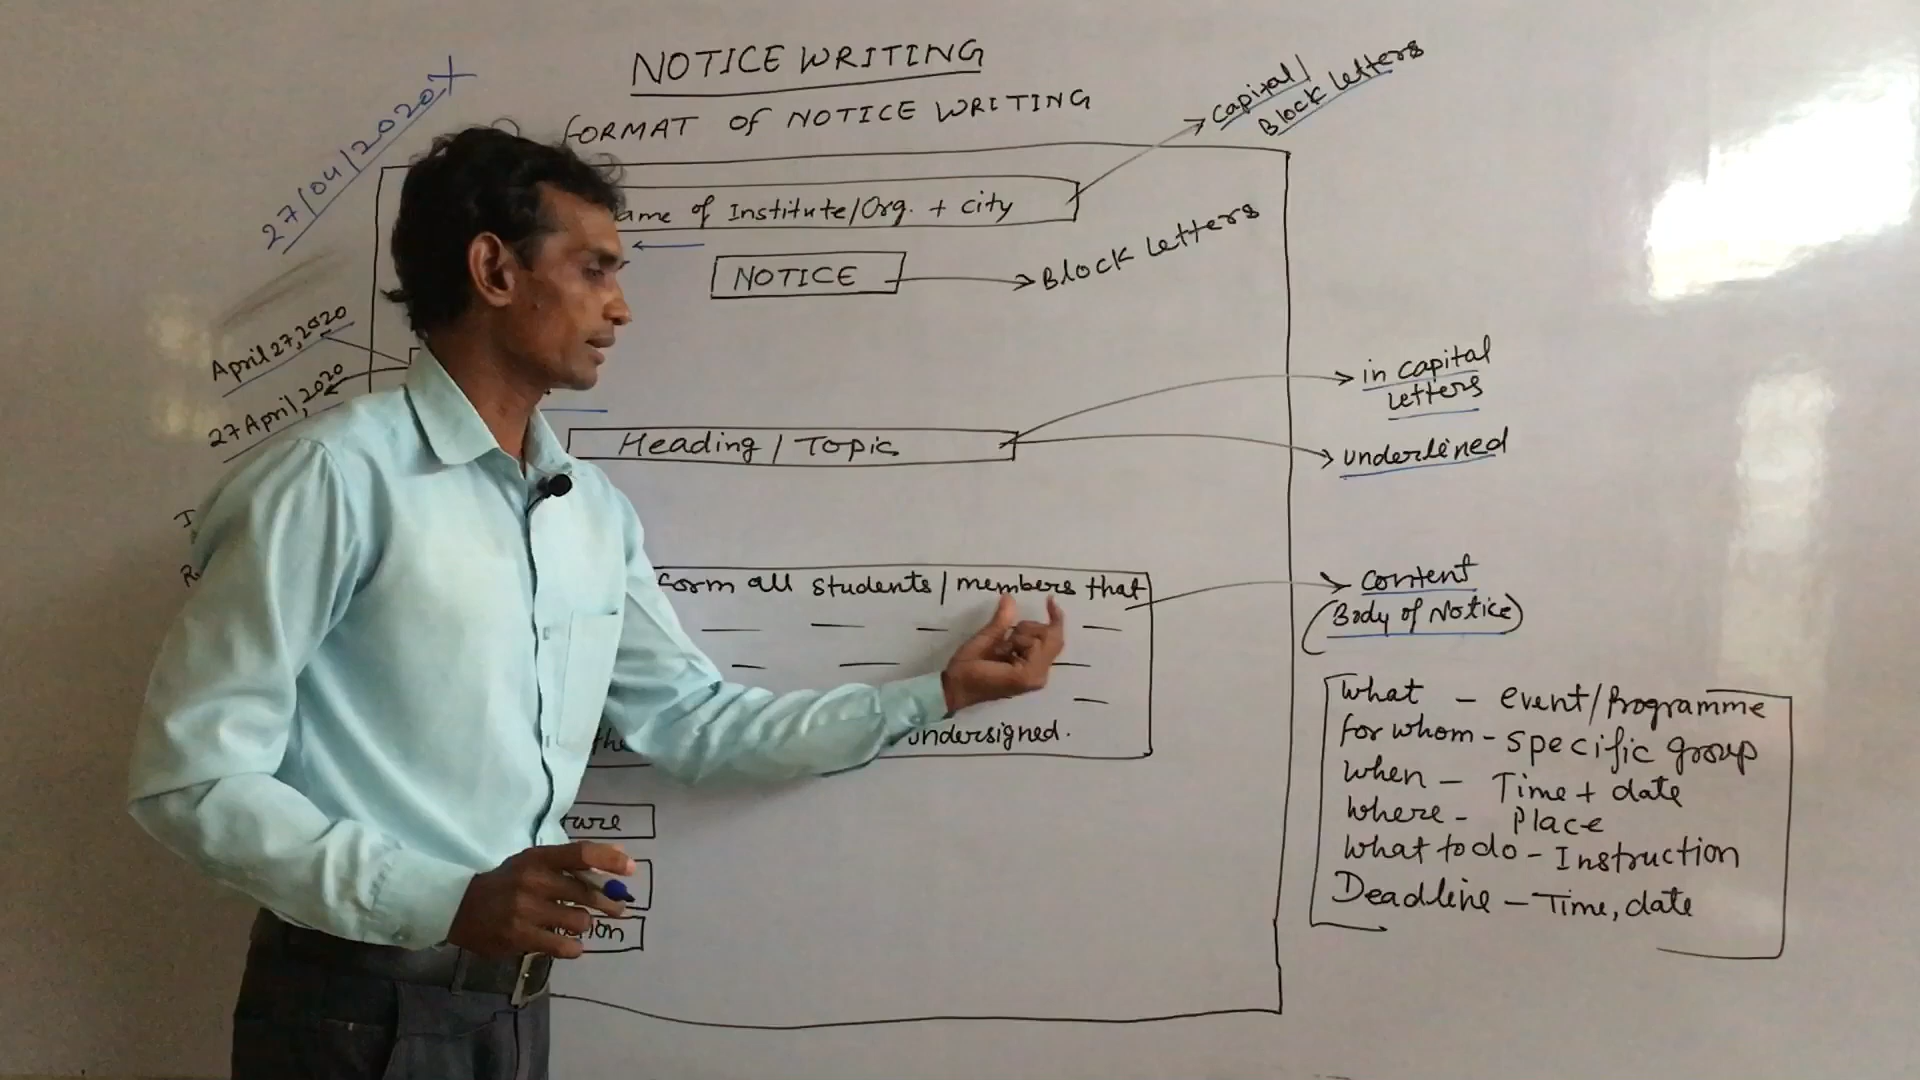 NOTICE WRITING
FORMAT of NOTICE WRITING
27/04/2020 X
Capital/
Block Letters
ame of Institute/Org. + City
NOTICE
Block Letters
April 27, 2020
27 April, 2020
in Capital
Letters
underlined
Heading / Topic
form all students / members that
undersigned.
Content
(Body of Notice)
What - event/Programme
For whom - specific group
When - Time + date
Where - Place
What to do - Instruction
Deadline - Time, date
ture